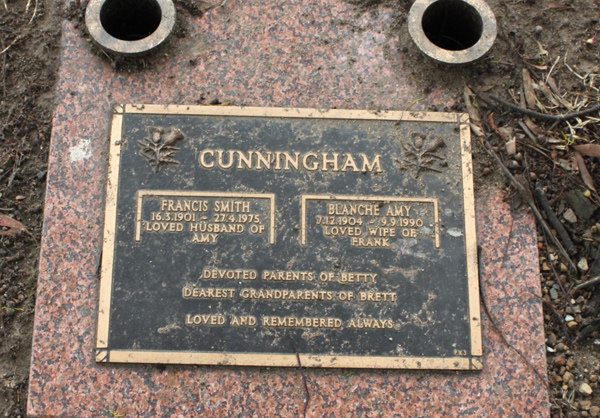 CUNNINGHAM
FRANCIS SMITH
16.3.1901 - 27.4.1975
LOVED HUSBAND OF
AMY
BLANCHE AMY
7.12.1904 - 9.9.1990
LOVED WIFE OF
FRANK
DEVOTED PARENTS OF BETTY
DEAREST GRANDPARENTS OF BRETT
LOVED AND REMEMBERED ALWAYS